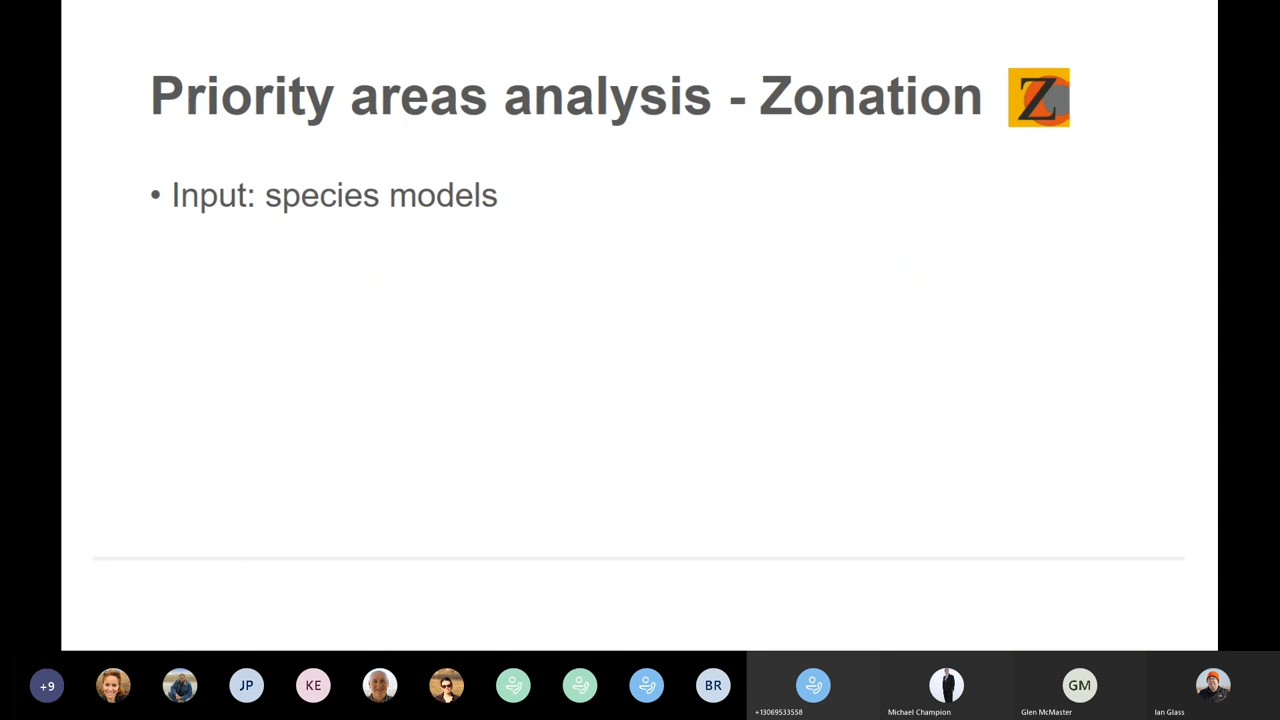 Priority areas analysis - Zonation
Z
• Input: species models
+9
JP
KE
BR
GM
+13069533558
Michael Champion
Glen McMaster
Ian Glass